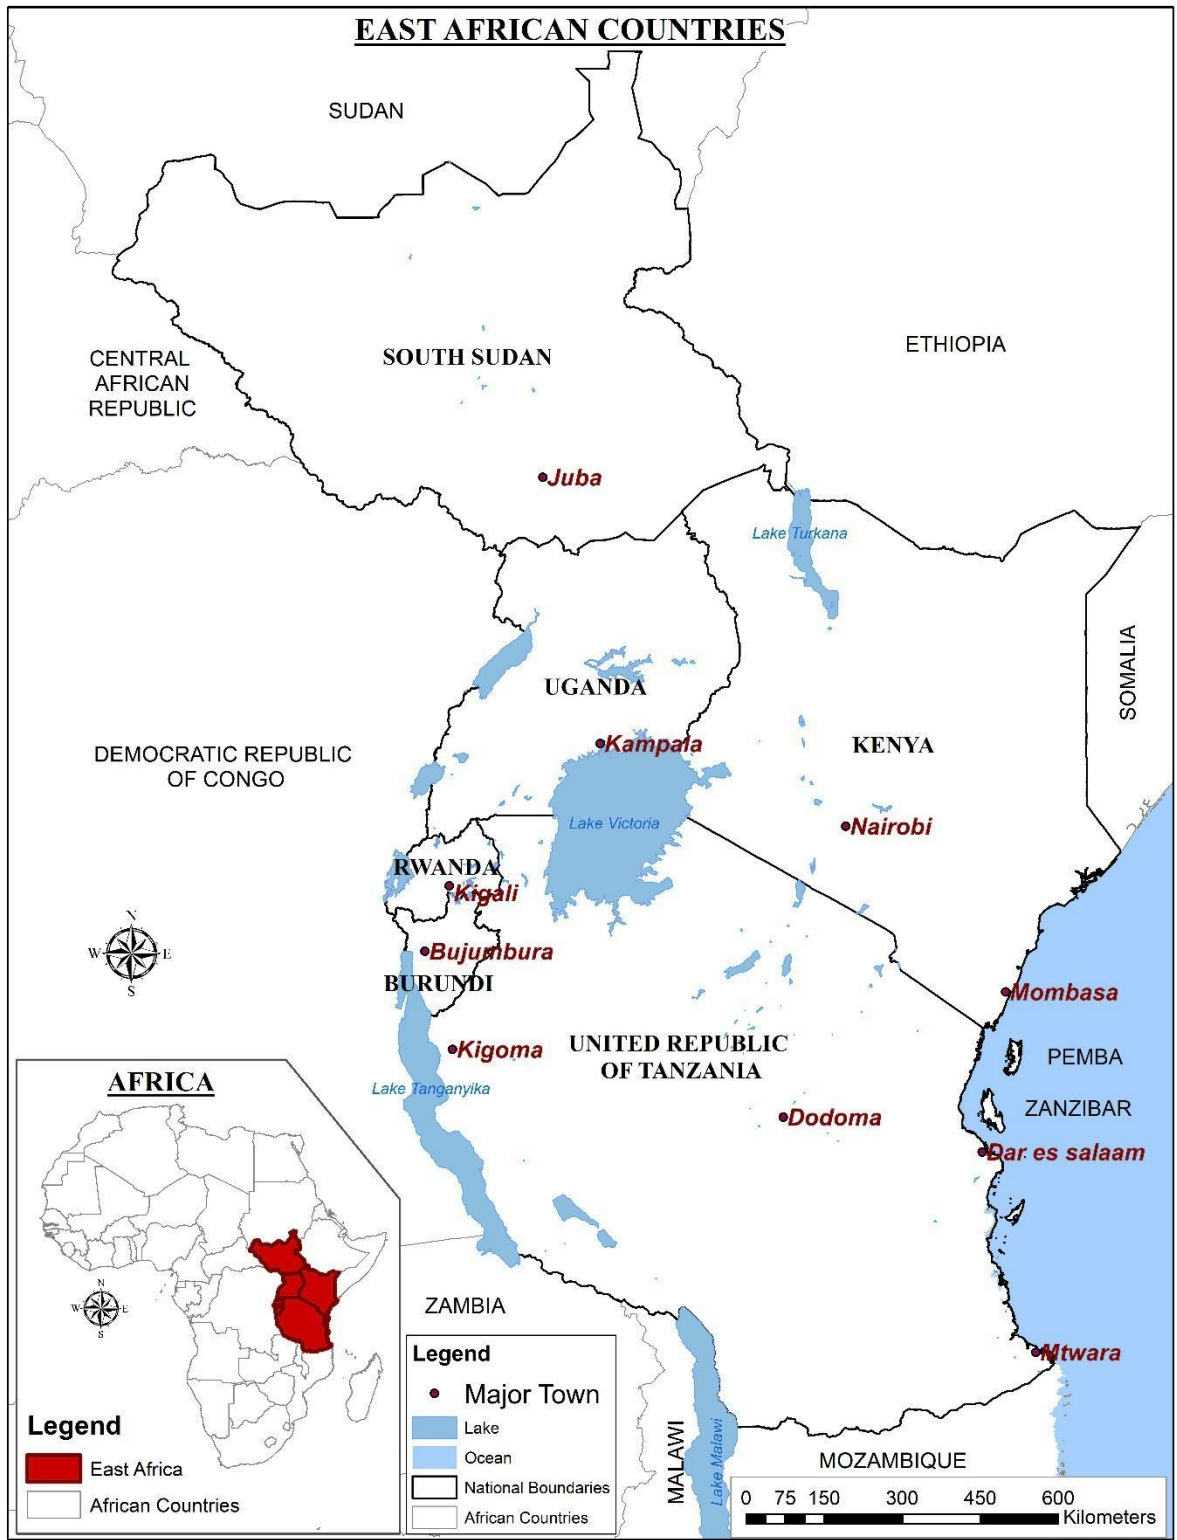 EAST AFRICAN COUNTRIES
SUDAN
ETHIOPIA
CENTRAL
AFRICAN
REPUBLIC
SOUTH SUDAN
Juba
Lake Turkana
SOMALIA
UGANDA
KENYA
DEMOCRATIC REPUBLIC
OF CONGO
Kampala
Lake Victoria
Nairobi
RWANDA
Kigali
N
W E
S
Bujumbura
BURUNDI
Mombasa
Kigoma
UNITED REPUBLIC
OF TANZANIA
PEMBA
Lake Tanganyika
ZANZIBAR
Dodoma
Dar es salaam
ZAMBIA
Mtwara
MALAWI
Lake Malawi
MOZAMBIQUE
AFRICA
N
W E
S
Legend
East Africa
African Countries
Legend
Major Town
Lake
Ocean
National Boundaries
African Countries
0 75 150 300 450 600
Kilometers